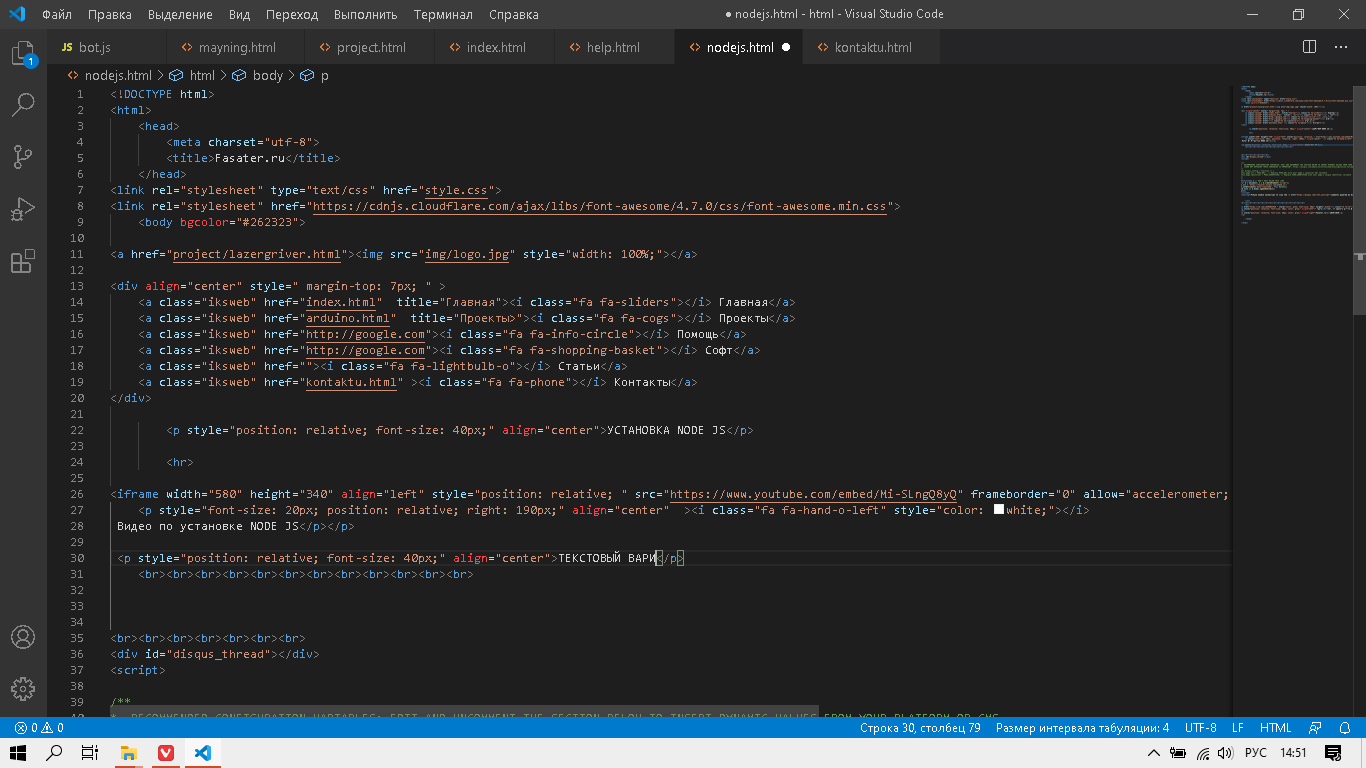 Файл Правка Выделение Вид Переход Выполнить Терминал Справка ● nodejs.html - html - Visual Studio Code
JS bot.js <> mayning.html <> project.html <> index.html <> help.html <> nodejs.html ● <> kontaktu.html
1
<> nodejs.html > html > body > p
1 <!DOCTYPE html>
2 <html>
3 <head>
4 <meta charset="utf-8">
5 <title>Fasater.ru</title>
6 </head>
7 <link rel="stylesheet" type="text/css" href="style.css">
8 <link rel="stylesheet" href="https://cdnjs.cloudflare.com/ajax/libs/font-awesome/4.7.0/css/font-awesome.min.css">
9 <body bgcolor="#262323">
10
11 <a href="project/lazergriver.html"><img src="img/logo.jpg" style="width: 100%;"></a>
12
13 <div align="center" style=" margin-top: 7px; " >
14 <a class="iksweb" href="index.html"  title="Главная"><i class="fa fa-sliders"></i> Главная</a>
15 <a class="iksweb" href="arduino.html"  title="Проекты>"><i class="fa fa-cogs"></i> Проекты</a>
16 <a class="iksweb" href="http://google.com"><i class="fa fa-info-circle"></i> Помощь</a>
17 <a class="iksweb" href="http://google.com"><i class="fa fa-shopping-basket"></i> Софт</a>
18 <a class="iksweb" href=""><i class="fa fa-lightbulb-o"></i> Статьи</a>
19 <a class="iksweb" href="kontaktu.html" ><i class="fa fa-phone"></i> Контакты</a>
20 </div>
21
22 <p style="position: relative; font-size: 40px;" align="center">УСТАНОВКА NODE JS</p>
23
24 <hr>
25
26 <iframe width="580" height="340" align="left" style="position: relative; " src="https://www.youtube.com/embed/Mi-SLngQ8yQ" frameborder="0" allow="accelerometer;
27 <p style="font-size: 20px; position: relative; right: 190px;" align="center"  ><i class="fa fa-hand-o-left" style="color: white;"></i>
28 Видео по установке NODE JS</p></p>
29
30 <p style="position: relative; font-size: 40px;" align="center">ТЕКСТОВЫЙ ВАРИ</p>
31 <br><br><br><br><br><br><br><br><br><br><br><br><br>
32
33
34
35 <br><br><br><br><br><br><br>
36 <div id="disqus_thread"></div>
37 <script>
38
39 /**
40 * RECOMMENDED CONFIGURATION VARIABLES: EDIT AND UNCOMMENT THE SECTION BELOW TO INSERT DYNAMIC VALUES FROM YOUR PLATFORM OR CMS.
0 0 Строка 30, столбец 79 Размер интервала табуляции: 4 UTF-8 LF HTML
РУС 14:51